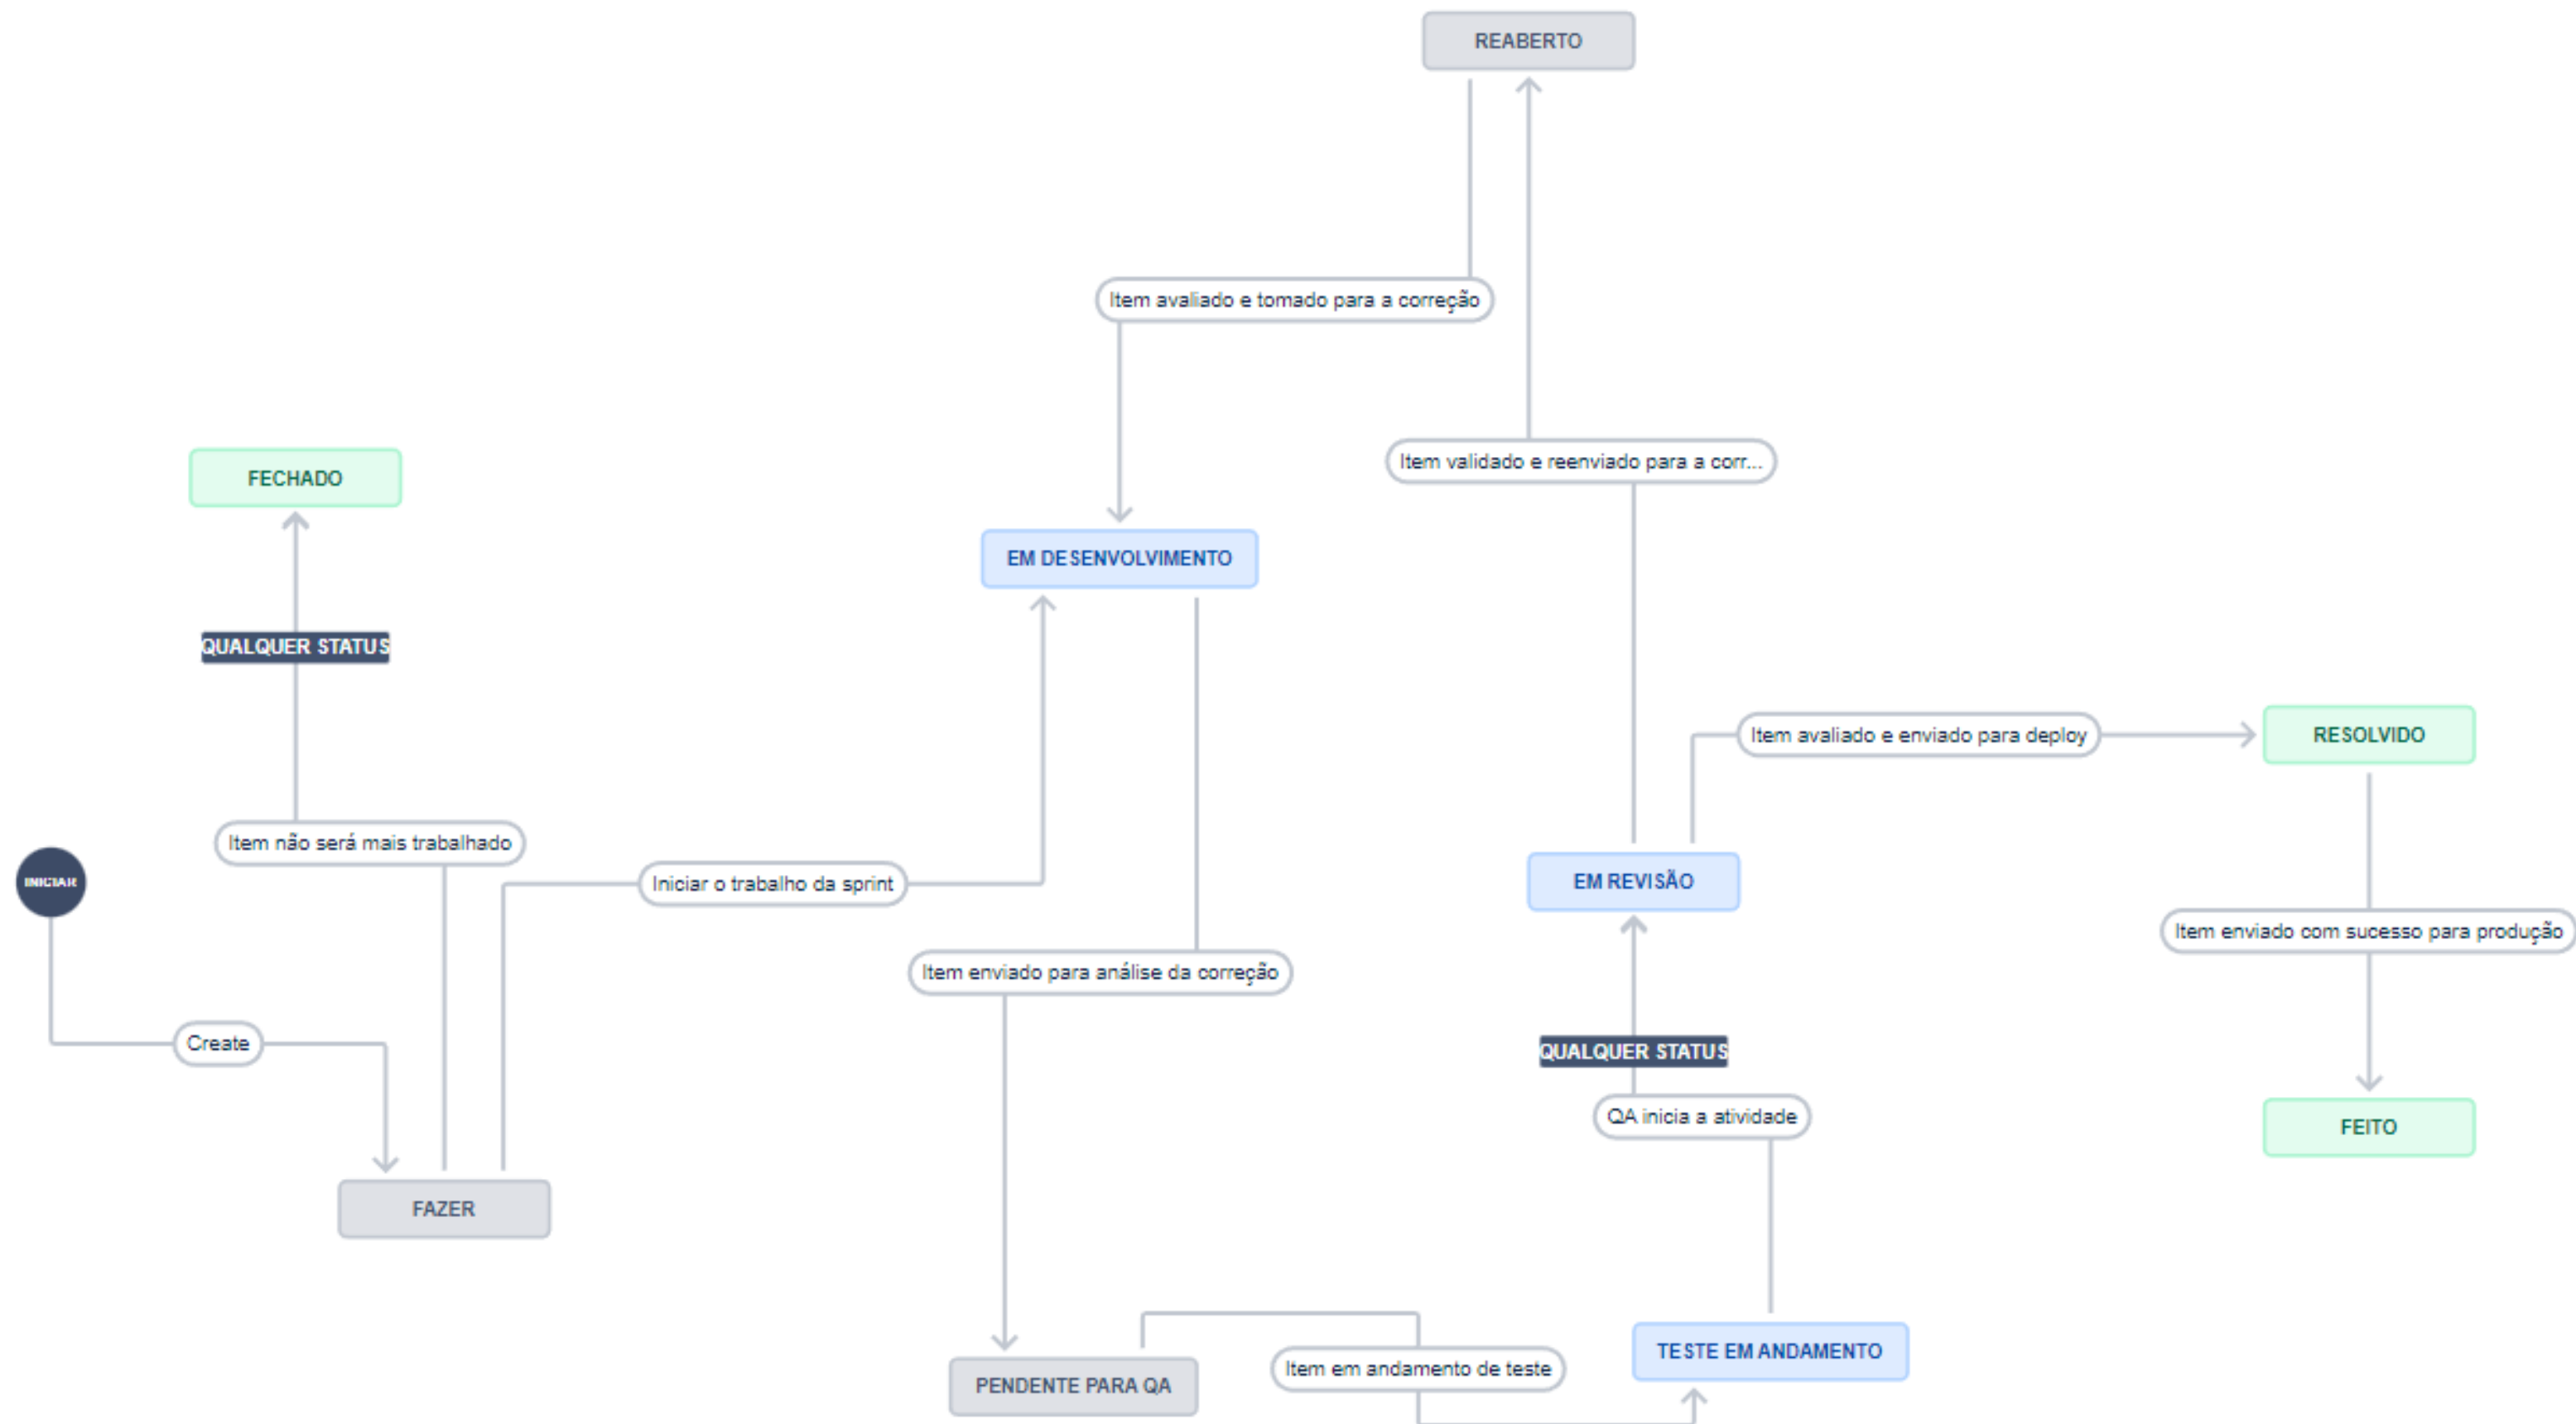 REABERTO
Item avaliado e tomado para a correção
Item validado e reenviado para a corr...
FECHADO
EM DESENVOLVIMENTO
QUALQUER STATUS
Item avaliado e enviado para deploy
RESOLVIDO
Item não será mais trabalhado
INICIAR
Iniciar o trabalho da sprint
EM REVISÃO
Item enviado com sucesso para produção
Item enviado para análise da correção
Create
QUALQUER STATUS
QA inicia a atividade
FEITO
FAZER
TESTE EM ANDAMENTO
Item em andamento de teste
PENDENTE PARA QA